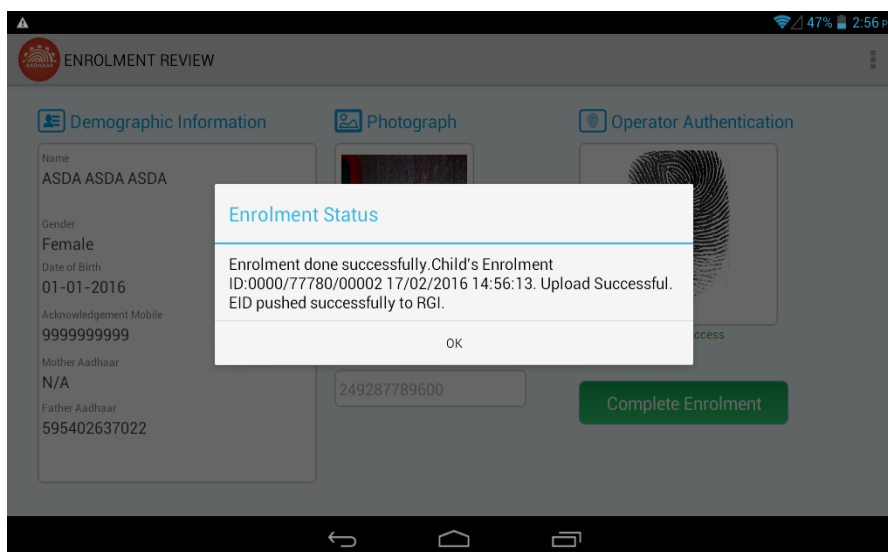 47% 2:56 P
AADHAAR
ENROLMENT REVIEW
Demographic Information
Name
ASDA ASDA ASDA
Gender
Female
Date of Birth
01-01-2016
Acknowledgement Mobile
9999999999
Mother Aadhaar
N/A
Father Aadhaar
595402637022
Photograph
249287789600
Operator Authentication
ccess
Complete Enrolment
Enrolment Status
Enrolment done successfully.Child's Enrolment
ID:0000/77780/00002 17/02/2016 14:56:13. Upload Successful.
EID pushed successfully to RGI.
OK